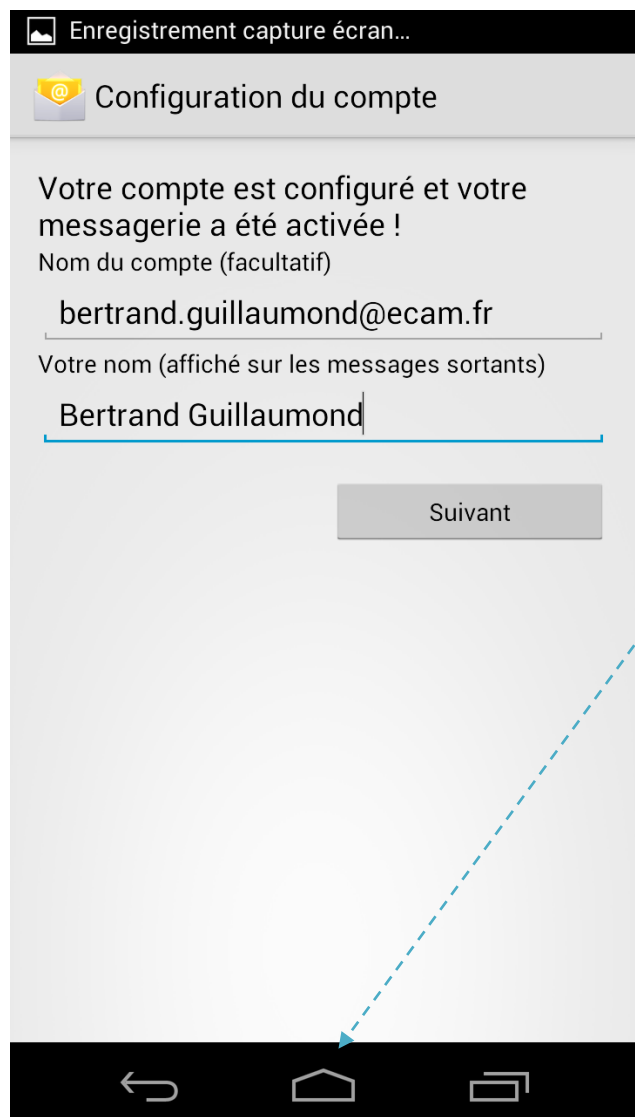 Enregistrement capture écran...
Configuration du compte
Votre compte est configuré et votre
messagerie a été activée !
Nom du compte (facultatif)
bertrand.guillaumond@ecam.fr
Votre nom (affiché sur les messages sortants)
Bertrand Guillaumond
Suivant